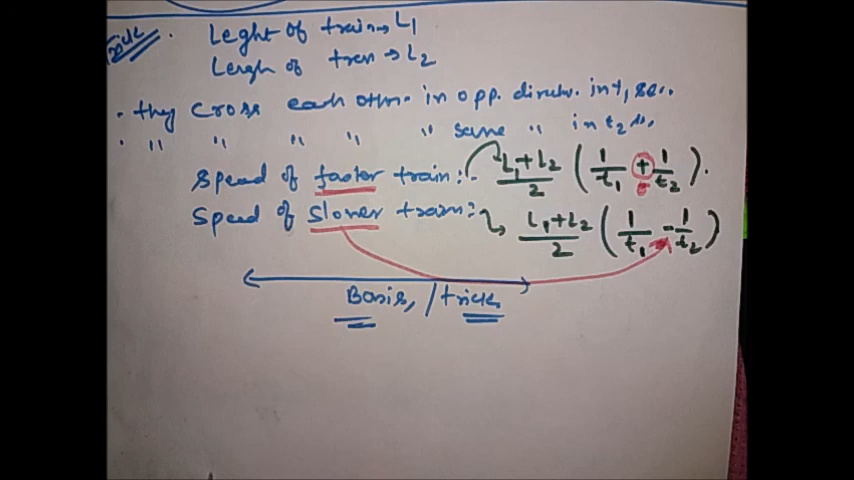 Trick. Leght of train→ L1
Lengh of tren → L2
• they cross each other in opp. directn. in t1 sec.
• " " " " " same " in t2 s.
Speed of faster train:- L1+L2/2 (1/t1 + 1/t2).
Speed of slower train:- L1+L2/2 (1/t1 - 1/t2)
Basis, / tricks